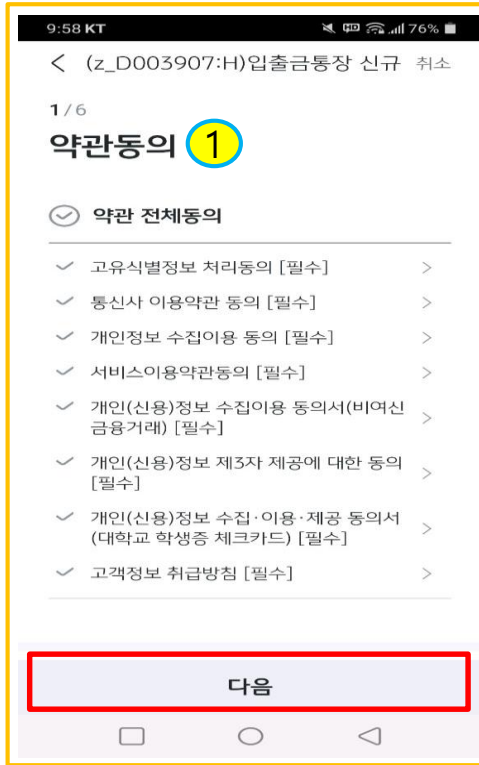 9:58 KT 76%
(z_D003907:H)입출금통장 신규 취소
1/6
약관동의 1
약관 전체동의
고유식별정보 처리동의 [필수]
통신사 이용약관 동의 [필수]
개인정보 수집이용 동의 [필수]
서비스이용약관동의 [필수]
개인(신용)정보 수집이용 동의서(비여신
금융거래) [필수]
개인(신용)정보 제3자 제공에 대한 동의
[필수]
개인(신용)정보 수집·이용·제공 동의서
(대학교 학생증 체크카드) [필수]
고객정보 취급방침 [필수]
다음